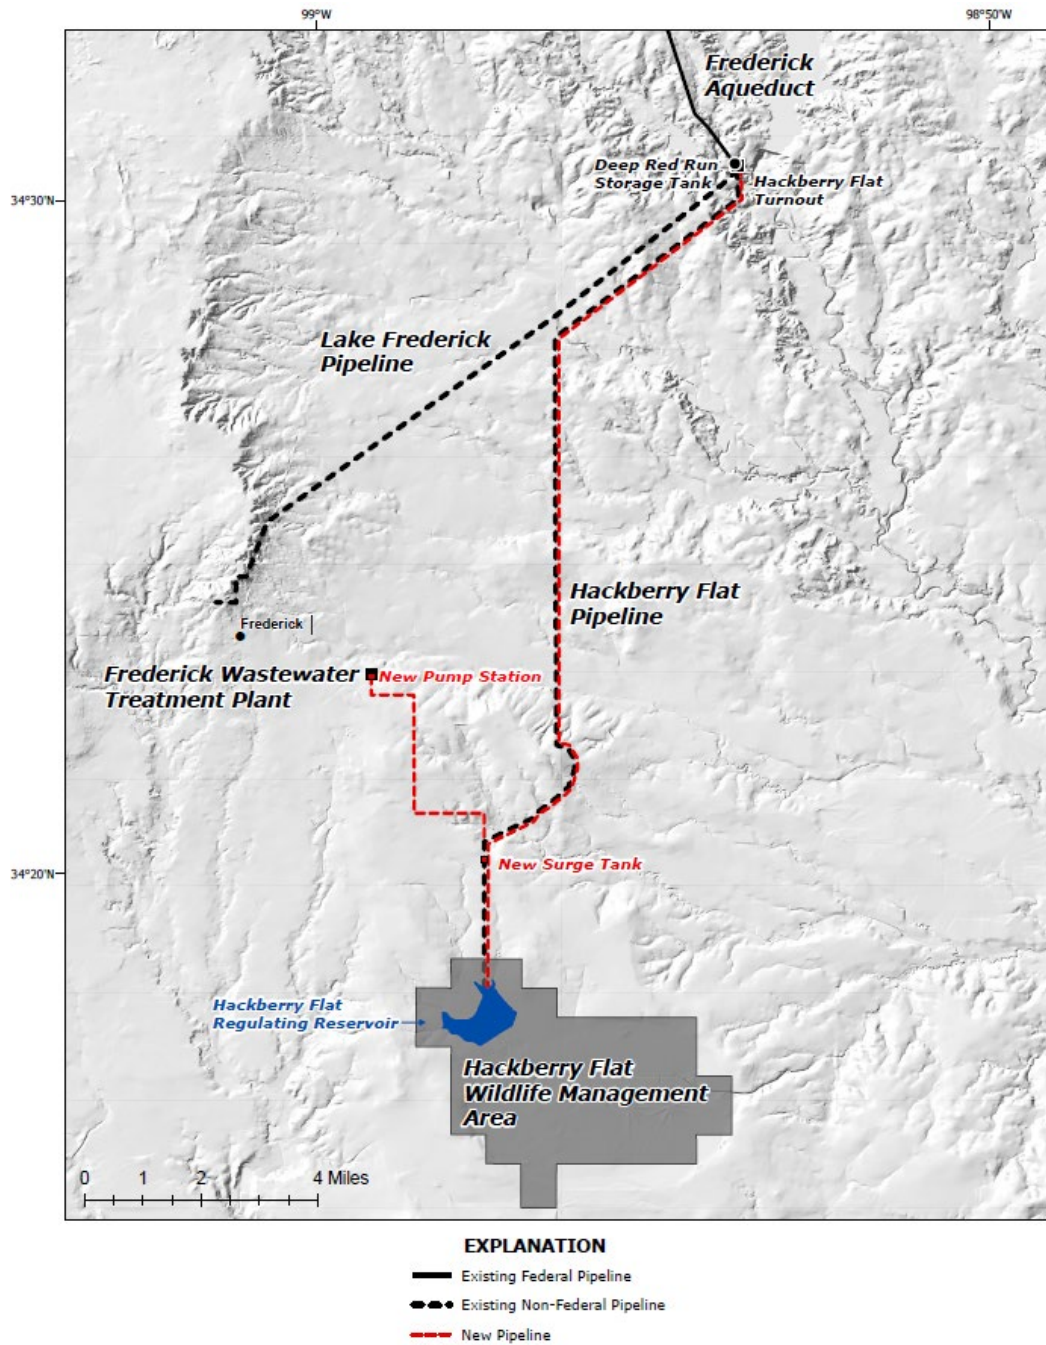 99°W
98°50'W
Frederick
Aqueduct
Deep Red Run
Storage Tank
Hackberry Flat
Turnout
34°30'N
Lake Frederick
Pipeline
Hackberry Flat
Pipeline
Frederick
Frederick Wastewater
Treatment Plant
New Pump Station
New Surge Tank
34°20'N
Hackberry Flat
Regulating Reservoir
Hackberry Flat
Wildlife Management
Area
0 1 2 4 Miles
EXPLANATION
Existing Federal Pipeline
Existing Non-Federal Pipeline
New Pipeline